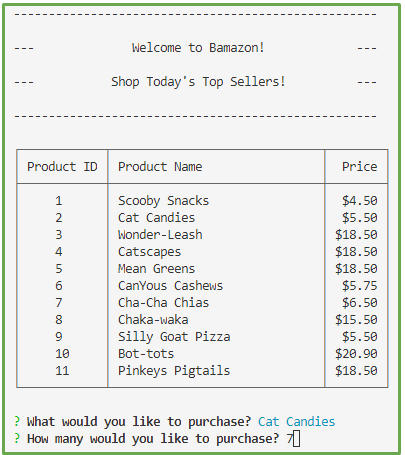 --- Welcome to Bamazon! ---
--- Shop Today's Top Sellers! ---
Product ID Product Name Price
1 Scooby Snacks $4.50
2 Cat Candies $5.50
3 Wonder-Leash $18.50
4 Catscapes $18.50
5 Mean Greens $18.50
6 CanYous Cashews $5.75
7 Cha-Cha Chias $6.50
8 Chaka-waka $15.50
9 Silly Goat Pizza $5.50
10 Bot-tots $20.90
11 Pinkeys Pigtails $18.50
? What would you like to purchase? Cat Candies
? How many would you like to purchase? 7